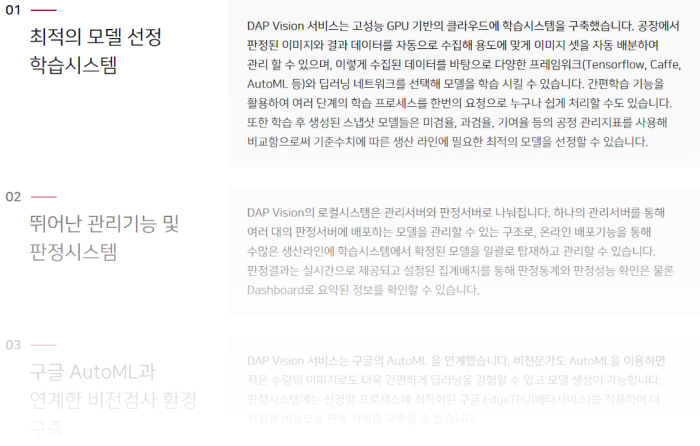 01
최적의 모델 선정
학습시스템
DAP Vision 서비스는 고성능 GPU 기반의 클라우드에 학습시스템을 구축했습니다. 공장에서
판정된 이미지와 결과 데이터를 자동으로 수집해 용도에 맞게 이미지 셋을 자동 배분하여
관리 할 수 있으며, 이렇게 수집된 데이터를 바탕으로 다양한 프레임워크(Tensorflow, Caffe,
AutoML 등)와 딥러닝 네트워크를 선택해 모델을 학습 시킬 수 있습니다. 간편학습 기능을
활용하여 여러 단계의 학습 프로세스를 한번의 요청으로 누구나 쉽게 처리할 수도 있습니다.
또한 학습 후 생성된 스냅샷 모델들은 미검율, 과검율, 기여율 등의 공정 관리지표를 사용해
비교함으로써 기준수치에 따른 생산 라인에 필요한 최적의 모델을 선정할 수 있습니다.
02
뛰어난 관리기능 및
판정시스템
DAP Vision의 로컬시스템은 관리서버와 판정서버로 나눠집니다. 하나의 관리서버를 통해
여러 대의 판정서버에 배포하는 모델을 관리할 수 있는 구조로, 온라인 배포기능을 통해
수많은 생산라인에 학습시스템에서 확정된 모델을 일괄로 탑재하고 관리할 수 있습니다.
판정결과는 실시간으로 제공되고 설정된 집계배치를 통해 판정통계와 판정성능 확인은 물론
Dashboard로 요약된 정보를 확인할 수 있습니다.
03
구글 AutoML과
연계한 비전검사 환경
구축
DAP Vision 서비스는 구글의 AutoML 을 연계했습니다. 비전문가도 AutoML을 이용하면
적은 수량의 이미지로도 더욱 간편하게 딥러닝을 경험할 수 있고 모델 생성이 가능합니다.
판정시스템에는 신경망 프로세스에 최적화된 구글 EdgeTPU(베타서비스)를 적용하여 더
저렴한 비용으로 판정 서버를 구축할 수 있습니다.